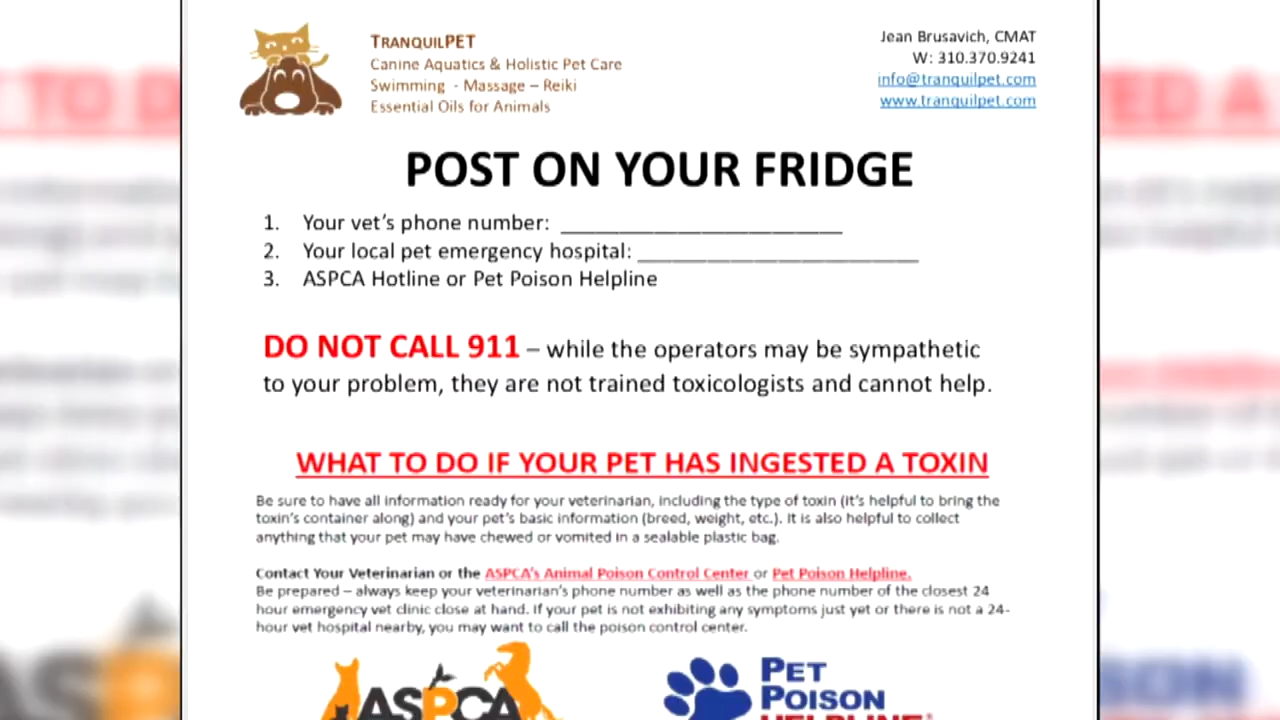 TRANQUILPET
Canine Aquatics & Holistic Pet Care
Swimming - Massage – Reiki
Essential Oils for Animals
Jean Brusavich, CMAT
W: 310.370.9241
info@tranquilpet.com
www.tranquilpet.com
POST ON YOUR FRIDGE
1. Your vet's phone number: ______________________
2. Your local pet emergency hospital: ______________________
3. ASPCA Hotline or Pet Poison Helpline
DO NOT CALL 911 – while the operators may be sympathetic
to your problem, they are not trained toxicologists and cannot help.
WHAT TO DO IF YOUR PET HAS INGESTED A TOXIN
Be sure to have all information ready for your veterinarian, including the type of toxin (it's helpful to bring the
toxin's container along) and your pet's basic information (breed, weight, etc.). It is also helpful to collect
anything that your pet may have chewed or vomited in a sealable plastic bag.
Contact Your Veterinarian or the ASPCA's Animal Poison Control Center or Pet Poison Helpline.
Be prepared – always keep your veterinarian's phone number as well as the phone number of the closest 24
hour emergency vet clinic close at hand. If your pet is not exhibiting any symptoms just yet or there is not a 24-
hour vet hospital nearby, you may want to call the poison control center.
ASPCA
PET
POISON
HELPLINE